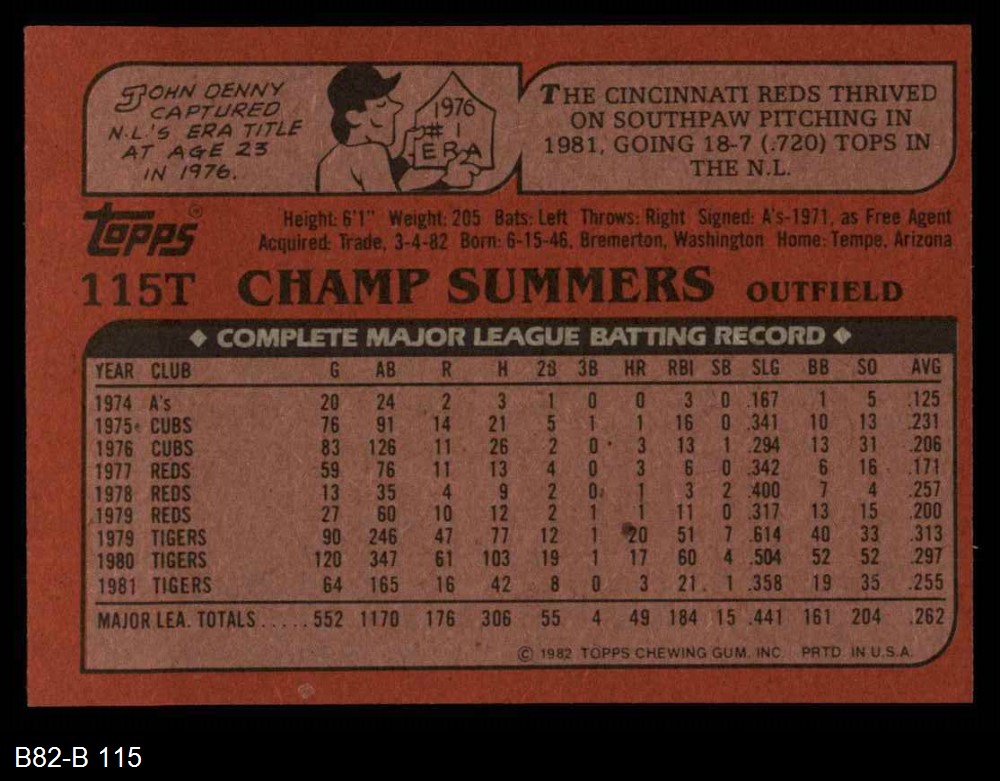 JOHN DENNY
CAPTURED
N.L.'S ERA TITLE
AT AGE 23
IN 1976.
1976
# 1
ERA
THE CINCINNATI REDS THRIVED
ON SOUTHPAW PITCHING IN
1981, GOING 18-7 (.720) TOPS IN
THE N.L.
topps®
Height: 6'1" Weight: 205 Bats: Left Throws: Right Signed: A's-1971, as Free Agent
Acquired: Trade, 3-4-82 Born: 6-15-46, Bremerton, Washington Home: Tempe, Arizona
115T CHAMP SUMMERS OUTFIELD
◆ COMPLETE MAJOR LEAGUE BATTING RECORD ◆
YEAR CLUB G AB R H 2B 3B HR RBI SB SLG BB SO AVG
1974 A's 20 24 2 3 1 0 0 3 0 .167 1 5 .125
1975 CUBS 76 91 14 21 5 1 1 16 0 .341 10 13 .231
1976 CUBS 83 126 11 26 2 0 3 13 1 .294 13 31 .206
1977 REDS 59 76 11 13 4 0 3 6 0 .342 6 16 .171
1978 REDS 13 35 4 9 2 0 1 3 2 .400 7 4 .257
1979 REDS 27 60 10 12 2 1 1 11 0 .317 13 15 .200
1979 TIGERS 90 246 47 77 12 1 20 51 7 .614 40 33 .313
1980 TIGERS 120 347 61 103 19 1 17 60 4 .504 52 52 .297
1981 TIGERS 64 165 16 42 8 0 3 21 1 .358 19 35 .255
MAJOR LEA. TOTALS.....552 1170 176 306 55 4 49 184 15 .441 161 204 .262
© 1982 TOPPS CHEWING GUM, INC. PRTD. IN U.S.A.
B82-B 115